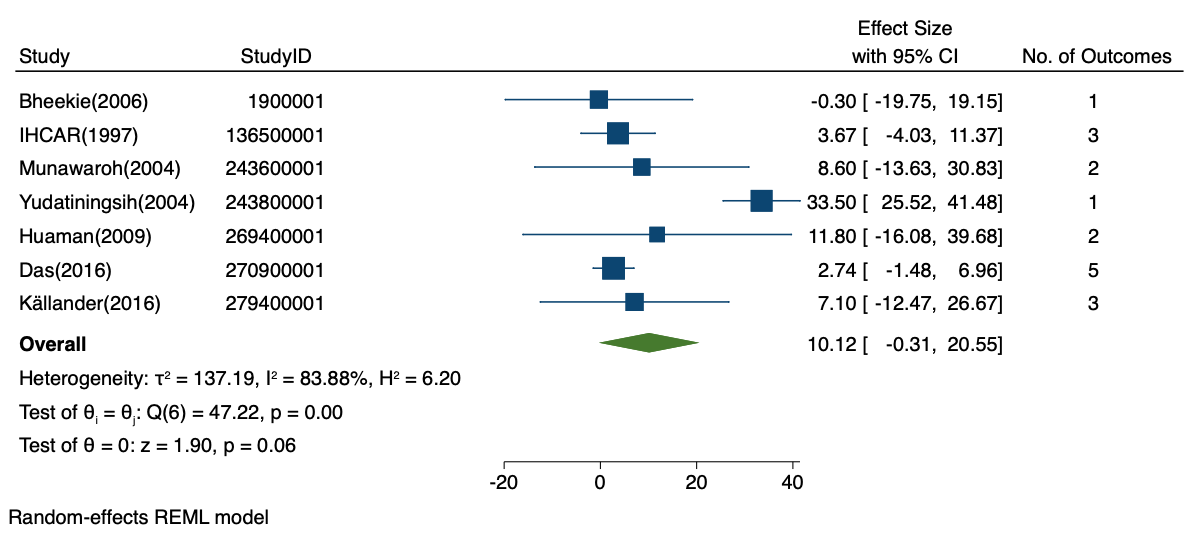 Effect Size
Study StudyID with 95% CI No. of Outcomes
Bheekie(2006) 1900001 -0.30 [ -19.75, 19.15] 1
IHCAR(1997) 136500001 3.67 [ -4.03, 11.37] 3
Munawaroh(2004) 243600001 8.60 [ -13.63, 30.83] 2
Yudatiningsih(2004) 243800001 33.50 [ 25.52, 41.48] 1
Huaman(2009) 269400001 11.80 [ -16.08, 39.68] 2
Das(2016) 270900001 2.74 [ -1.48, 6.96] 5
Källander(2016) 279400001 7.10 [ -12.47, 26.67] 3
Overall 10.12 [ -0.31, 20.55]
Heterogeneity: τ² = 137.19, I² = 83.88%, H² = 6.20
Test of θᵢ = θⱼ: Q(6) = 47.22, p = 0.00
Test of θ = 0: z = 1.90, p = 0.06
-20 0 20 40
Random-effects REML model